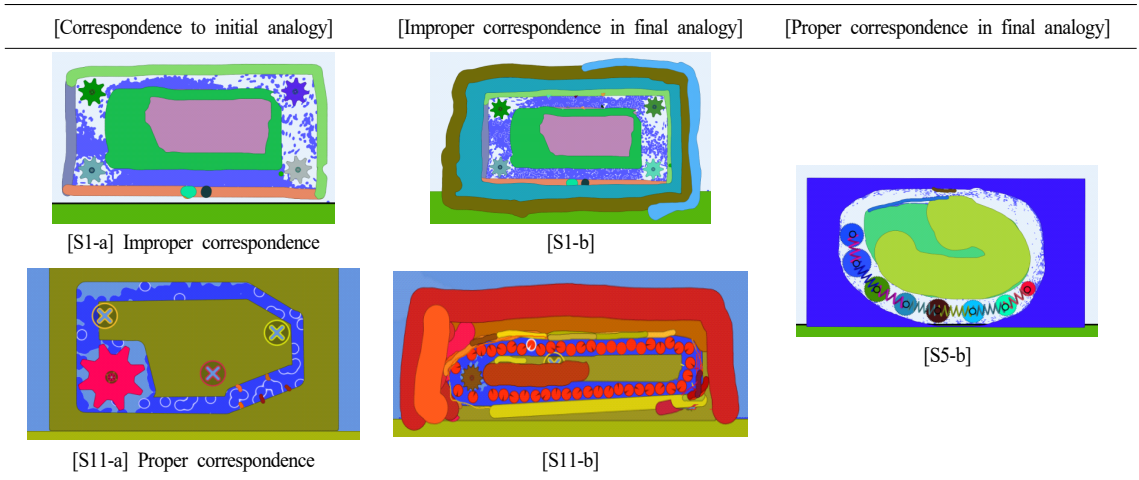 [Correspondence to initial analogy] [Improper correspondence in final analogy] [Proper correspondence in final analogy]
[S1-a] Improper correspondence [S1-b]
[S5-b]
[S11-a] Proper correspondence [S11-b]